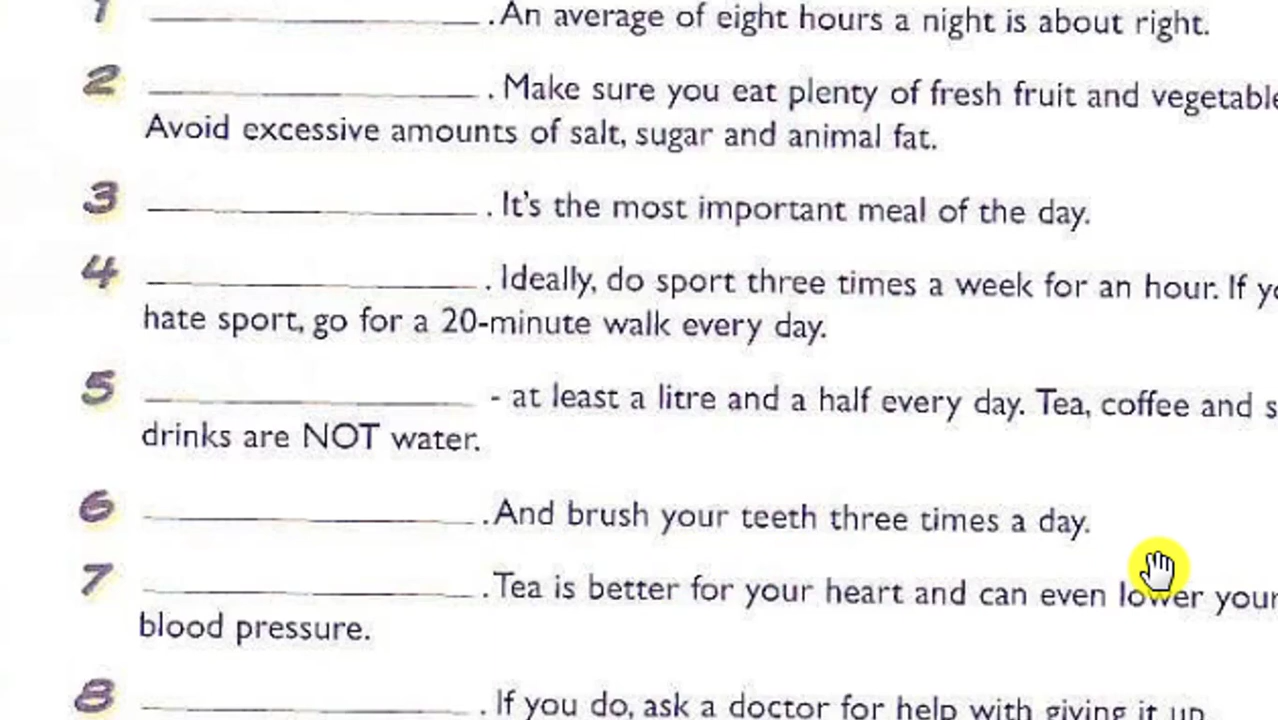 1 ________________. An average of eight hours a night is about right.
2 ________________. Make sure you eat plenty of fresh fruit and
Avoid excessive amounts of salt, sugar and animal fat.
3 ________________. It's the most important meal of the day.
4 ________________. Ideally, do sport three times a week for an hour. If
hate sport, go for a 20-minute walk every day.
5 ________________ - at least a litre and a half every day. Tea, coffee and
drinks are NOT water.
6 ________________. And brush your teeth three times a day.
7 ________________. Tea is better for your heart and can even lower your
blood pressure.
8 ________________. If you do, ask a doctor for help with giving it up.